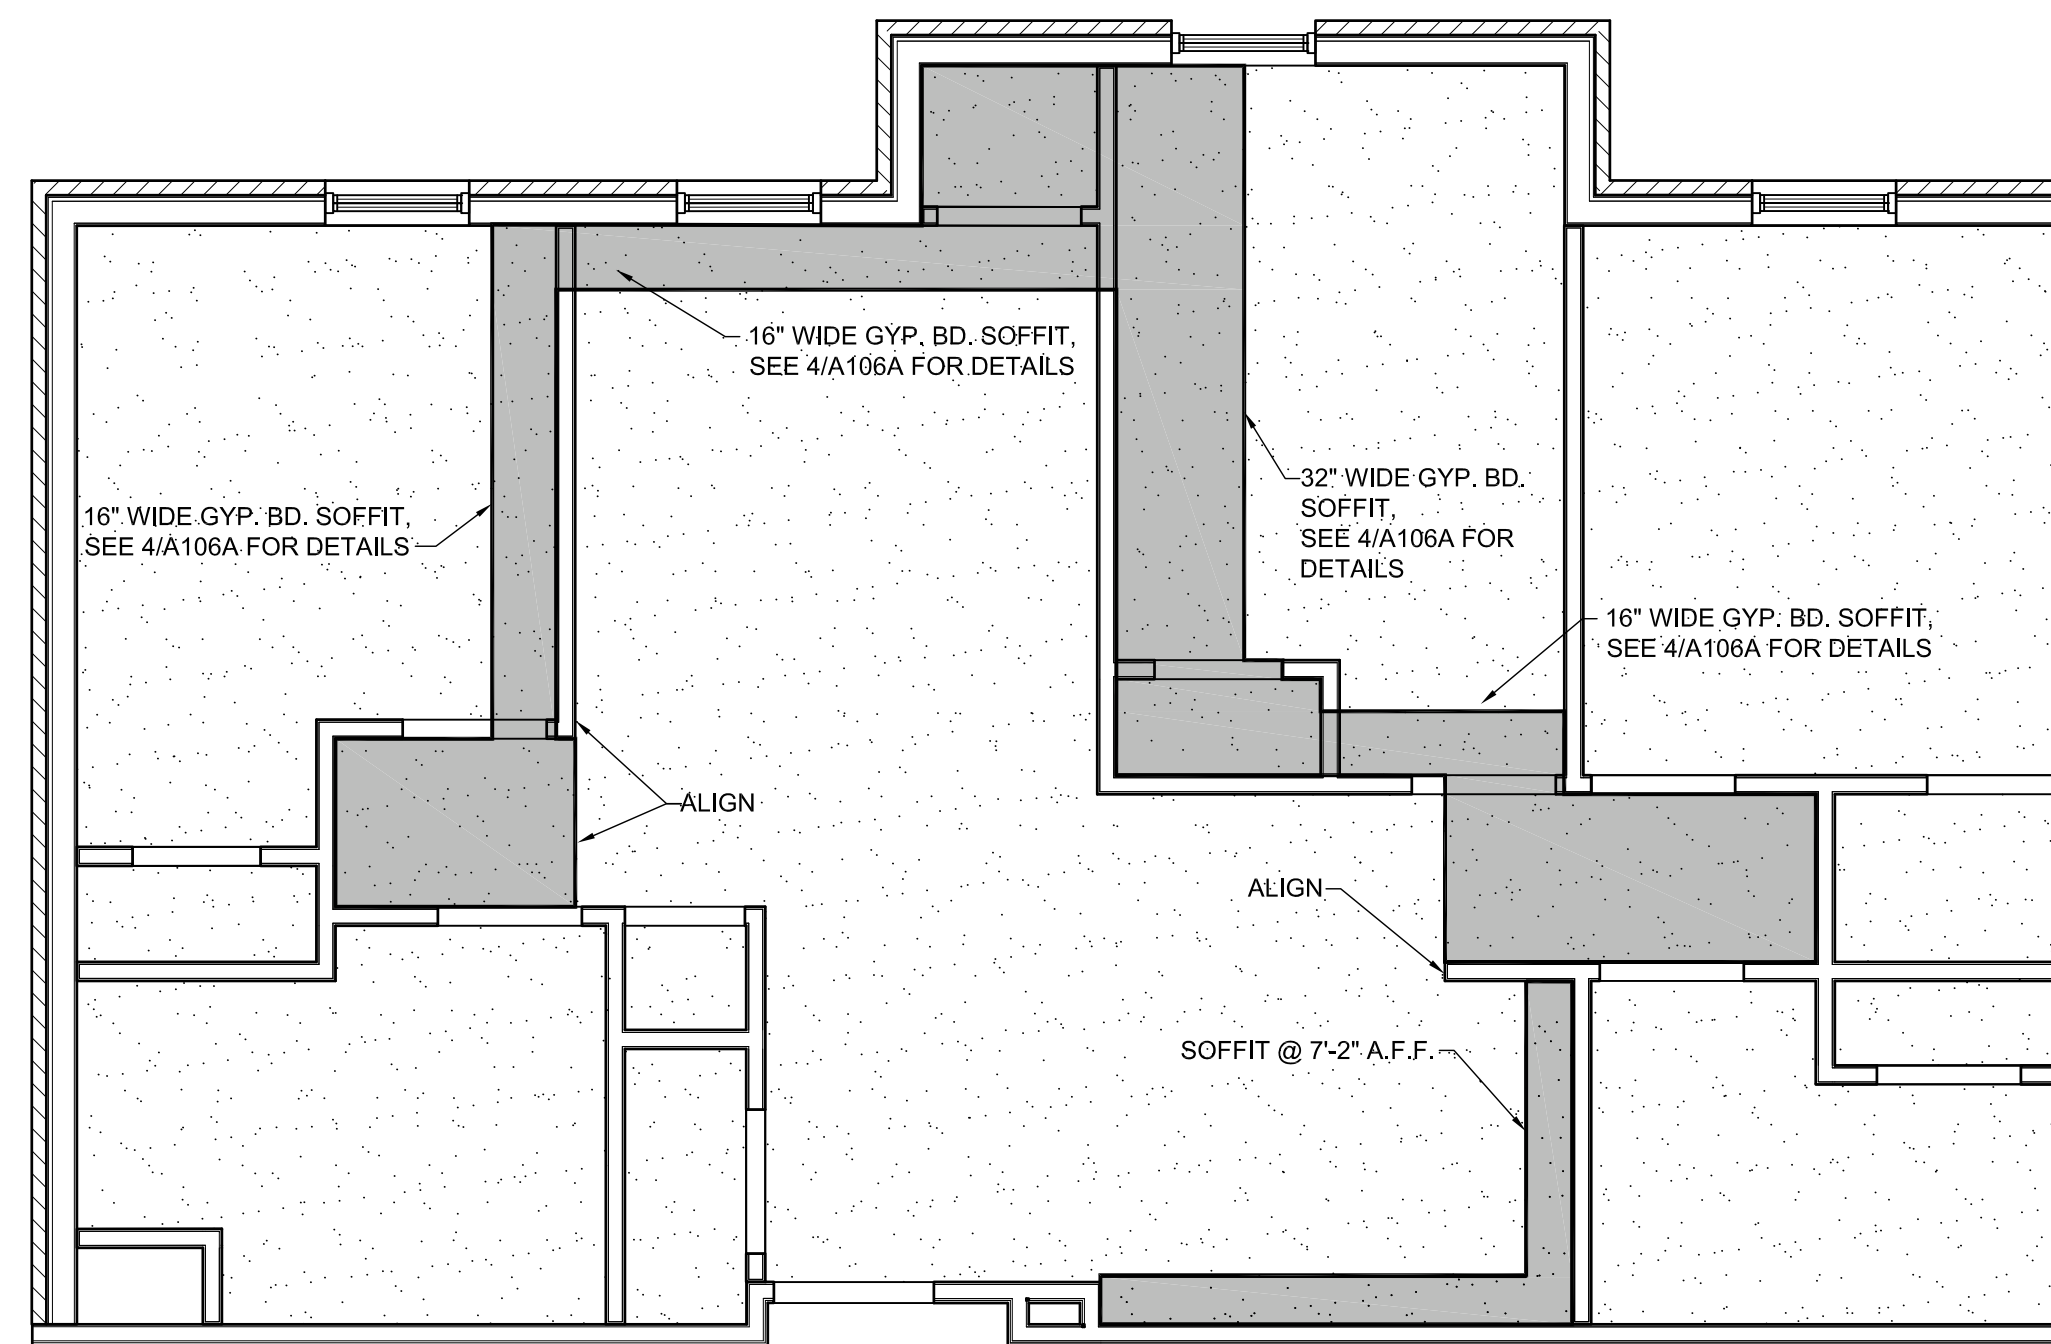 16" WIDE GYP. BD. SOFFIT,
SEE 4/A106A FOR DETAILS
16" WIDE GYP. BD. SOFFIT,
SEE 4/A106A FOR DETAILS
32" WIDE GYP. BD.
SOFFIT,
SEE 4/A106A FOR
DETAILS
16" WIDE GYP. BD. SOFFIT,
SEE 4/A106A FOR DETAILS
ALIGN
ALIGN
SOFFIT @ 7'-2" A.F.F.